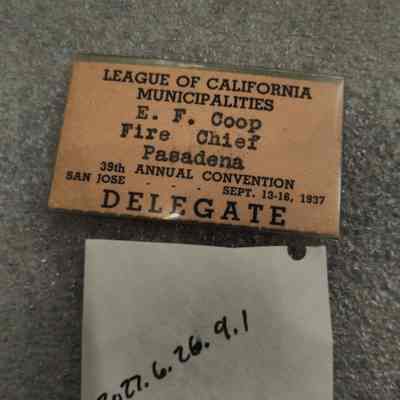 LEAGUE OF CALIFORNIA
MUNICIPALITIES
E. F. Coop
Fire Chief
Pasadena
39th ANNUAL CONVENTION
SAN JOSE - - - SEPT. 13-16, 1937
DELEGATE
2021.6.26.9.1